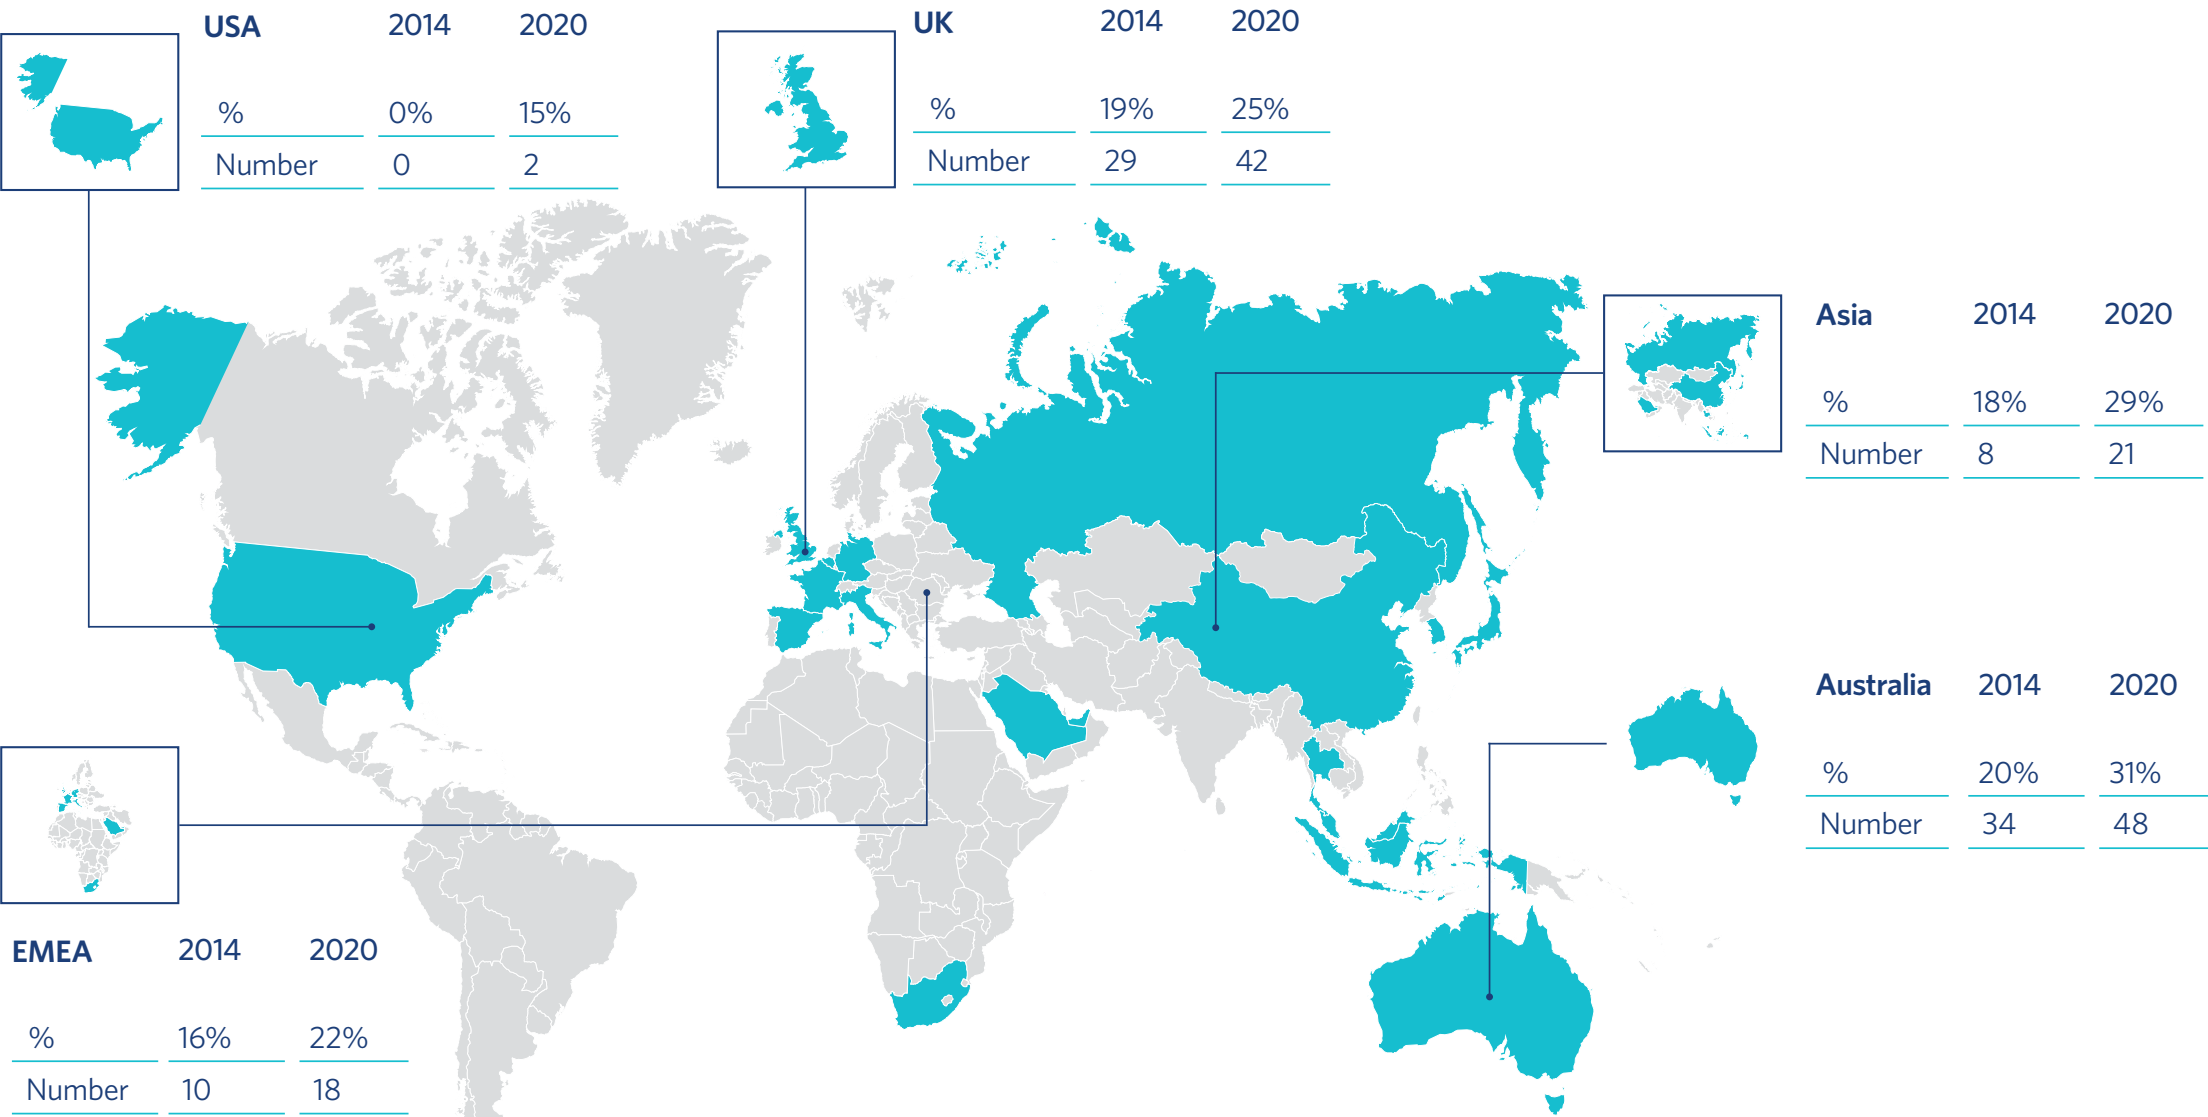 USA 2014 2020
% 0% 15%
Number 0 2
UK 2014 2020
% 19% 25%
Number 29 42
Asia 2014 2020
% 18% 29%
Number 8 21
Australia 2014 2020
% 20% 31%
Number 34 48
EMEA 2014 2020
% 16% 22%
Number 10 18